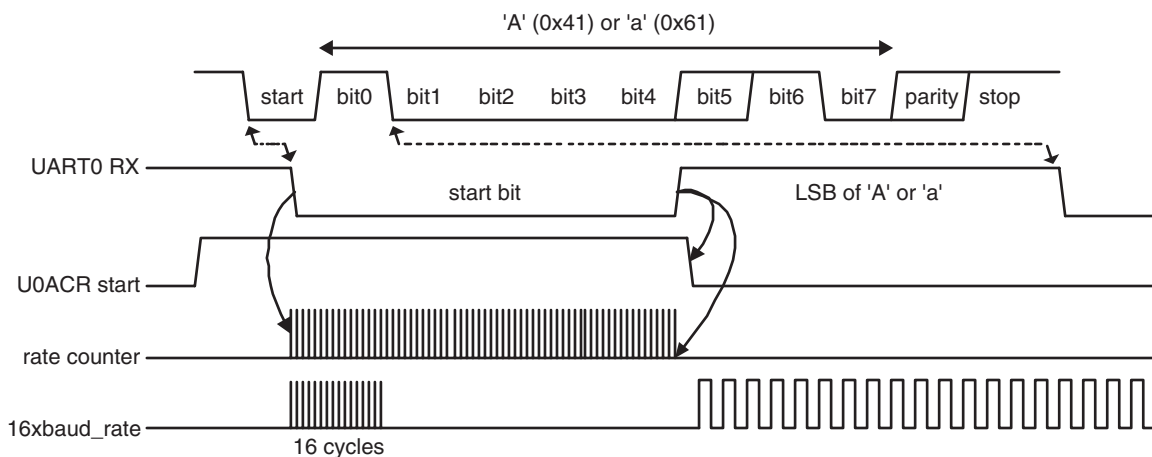 'A' (0x41) or 'a' (0x61)
start bit0 bit1 bit2 bit3 bit4 bit5 bit6 bit7 parity stop
UART0 RX
start bit
LSB of 'A' or 'a'
U0ACR start
rate counter
16xbaud_rate
16 cycles